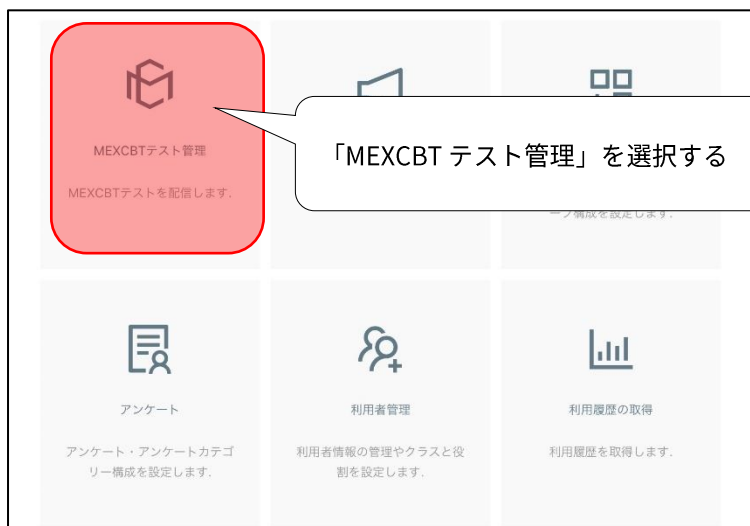 MEXCBTテスト管理
MEXCBTテストを配信します.
「MEXCBT テスト管理」を選択する
ープ構成を設定します.
アンケート
アンケート・アンケートカテゴ
リー構成を設定します.
利用者管理
利用者情報の管理やクラスと役
割を設定します.
利用履歴の取得
利用履歴を取得します.